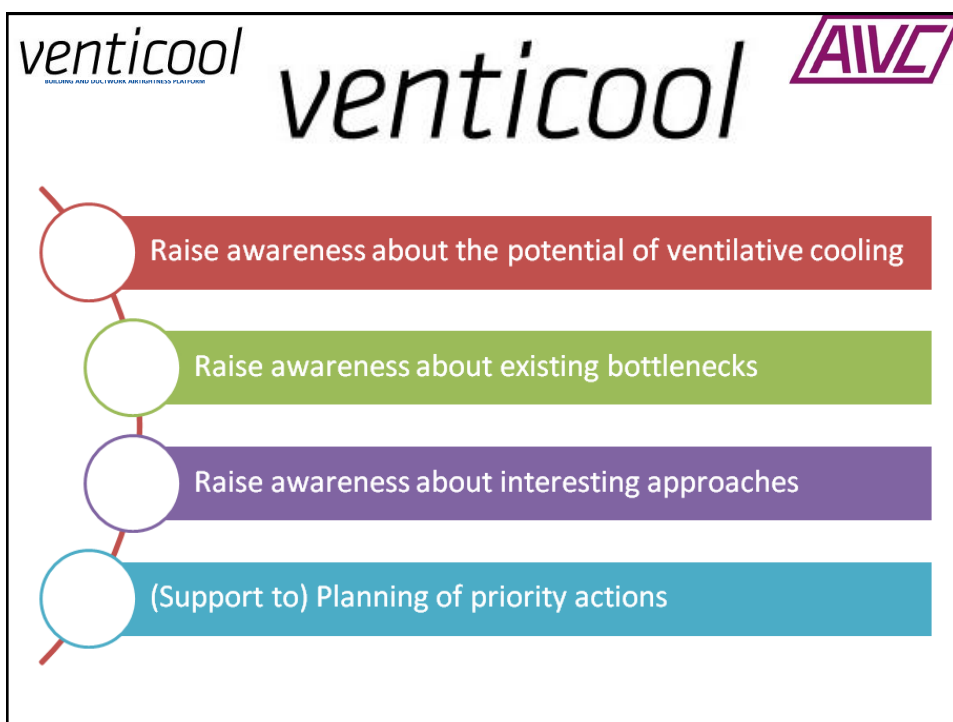 venticool
BUILDING AND DUCTWORK AIRTIGHTNESS PLATFORM
venticool
AIVC
Raise awareness about the potential of ventilative cooling
Raise awareness about existing bottlenecks
Raise awareness about interesting approaches
(Support to) Planning of priority actions